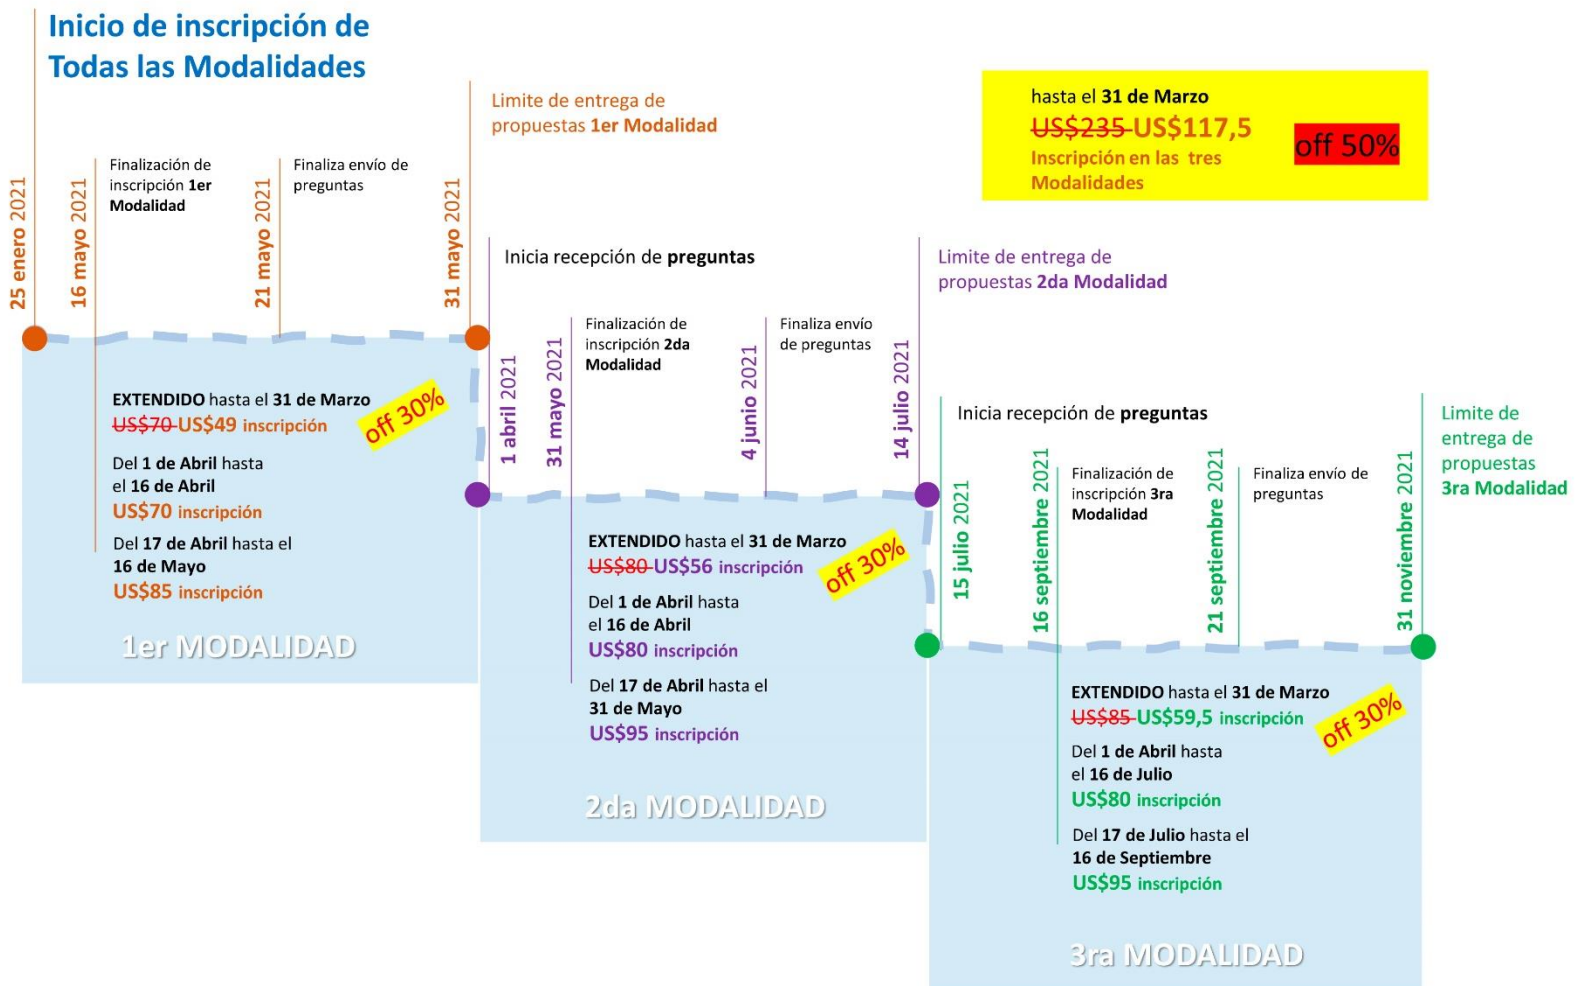 Inicio de inscripción de
Todas las Modalidades
25 enero 2021
16 mayo 2021
Finalización de
inscripción 1er
Modalidad
21 mayo 2021
Finaliza envío de
preguntas
31 mayo 2021
Limite de entrega de
propuestas 1er Modalidad
hasta el 31 de Marzo
US$235 US$117,5
Inscripción en las tres
Modalidades
off 50%
EXTENDIDO hasta el 31 de Marzo
US$70 US$49 inscripción
off 30%
Del 1 de Abril hasta
el 16 de Abril
US$70 inscripción
Del 17 de Abril hasta el
16 de Mayo
US$85 inscripción
1er MODALIDAD
Inicia recepción de preguntas
1 abril 2021
31 mayo 2021
Finalización de
inscripción 2da
Modalidad
4 junio 2021
Finaliza envío
de preguntas
14 julio 2021
Limite de entrega de
propuestas 2da Modalidad
EXTENDIDO hasta el 31 de Marzo
US$80 US$56 inscripción
off 30%
Del 1 de Abril hasta
el 16 de Abril
US$80 inscripción
Del 17 de Abril hasta el
31 de Mayo
US$95 inscripción
2da MODALIDAD
Inicia recepción de preguntas
15 julio 2021
16 septiembre 2021
Finalización de
inscripción 3ra
Modalidad
21 septiembre 2021
Finaliza envío de
preguntas
31 noviembre 2021
Limite de
entrega de
propuestas
3ra Modalidad
EXTENDIDO hasta el 31 de Marzo
US$85 US$59,5 inscripción
off 30%
Del 1 de Abril hasta
el 16 de Julio
US$80 inscripción
Del 17 de Julio hasta el
16 de Septiembre
US$95 inscripción
3ra MODALIDAD